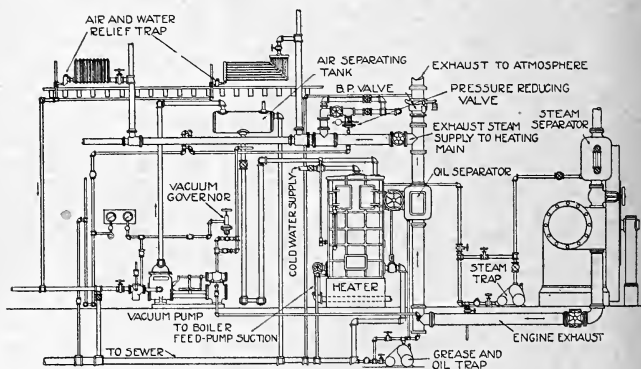 AIR AND WATER
RELIEF TRAP
AIR SEPARATING
TANK
EXHAUST TO ATMOSPHERE
B.P. VALVE
PRESSURE REDUCING
VALVE
STEAM
SEPARATOR
EXHAUST STEAM
SUPPLY TO HEATING
MAIN
OIL SEPARATOR
VACUUM
GOVERNOR
COLD WATER SUPPLY
HEATER
STEAM
TRAP
VACUUM PUMP
TO BOILER
FEED-PUMP SUCTION
ENGINE EXHAUST
TO SEWER
GREASE AND
OIL TRAP